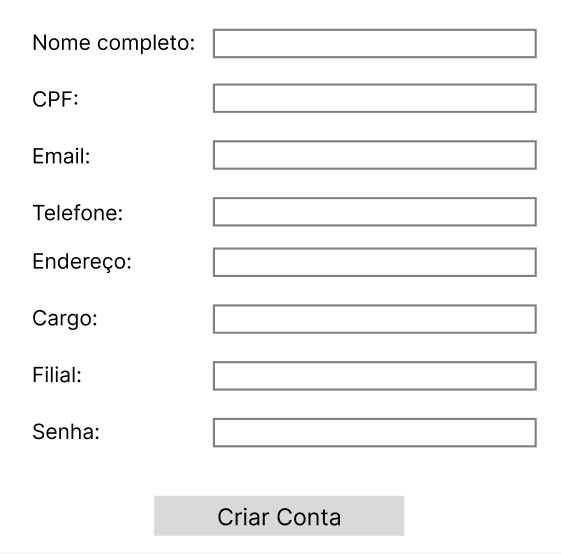 Nome completo:
CPF:
Email:
Telefone:
Endereço:
Cargo:
Filial:
Senha:
Criar Conta